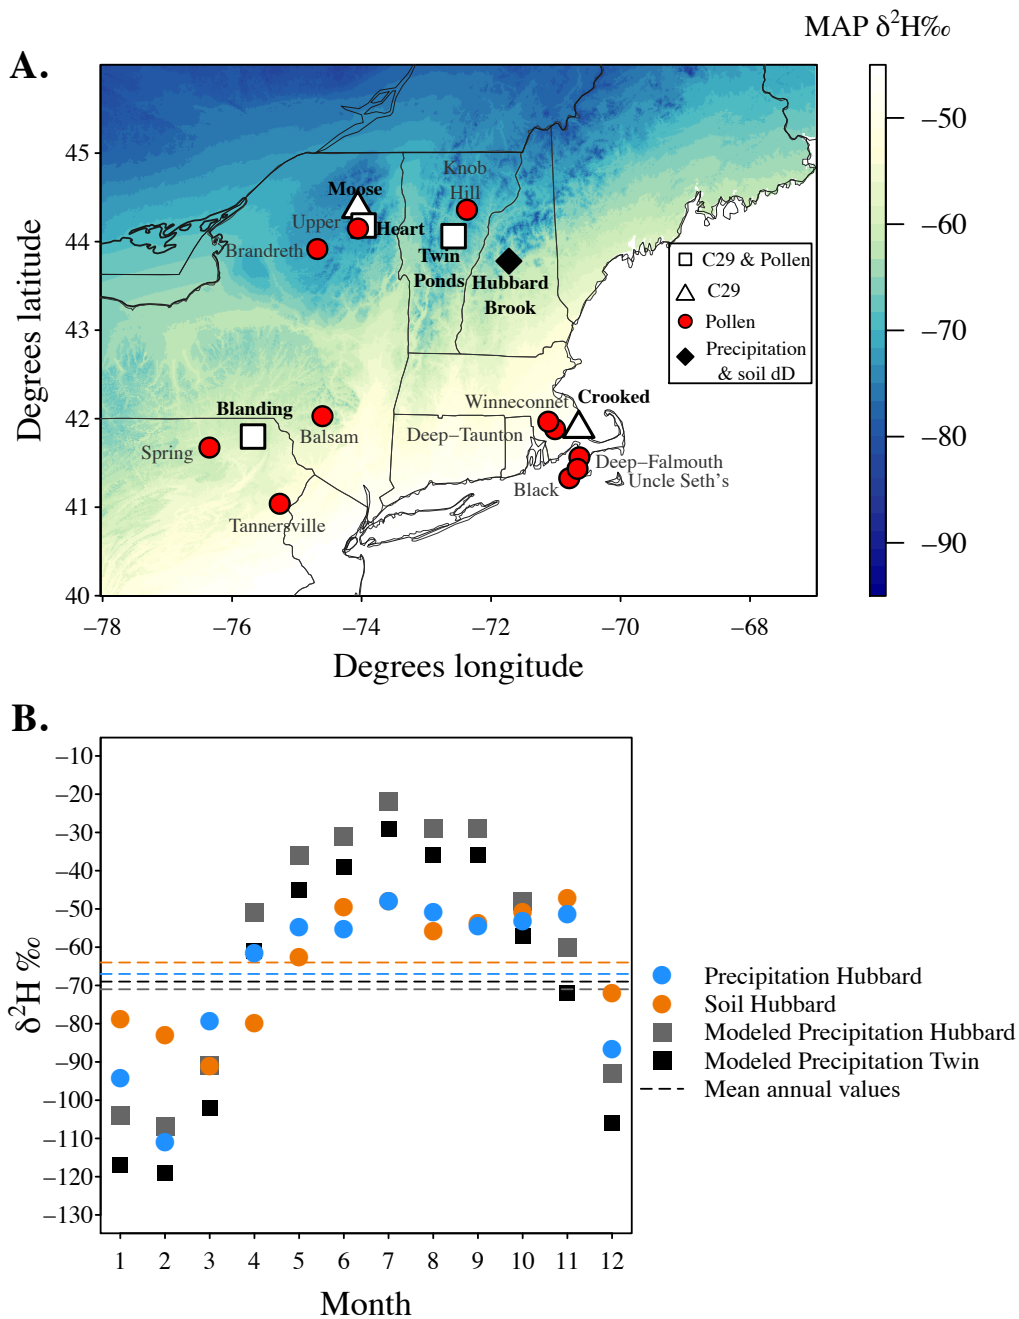 MAP δ²H‰
A.
45
44
43
42
41
40
Degrees latitude
−78
−76
−74
−72
−70
−68
Degrees longitude
−50
−60
−70
−80
−90
Knob
Hill
Moose
Upper
Heart
Brandreth
Twin
Ponds
Hubbard
Brook
C29 & Pollen
C29
Pollen
Precipitation
& soil dD
Crooked
Winneconnet
Blanding
Balsam
Deep−Taunton
Spring
Deep−Falmouth
Uncle Seth's
Black
Tannersville
B.
−10
−20
−30
−40
−50
−60
−70
−80
−90
−100
−110
−120
−130
δ²H ‰
1 2 3 4 5 6 7 8 9 10 11 12
Month
Precipitation Hubbard
Soil Hubbard
Modeled Precipitation Hubbard
Modeled Precipitation Twin
Mean annual values